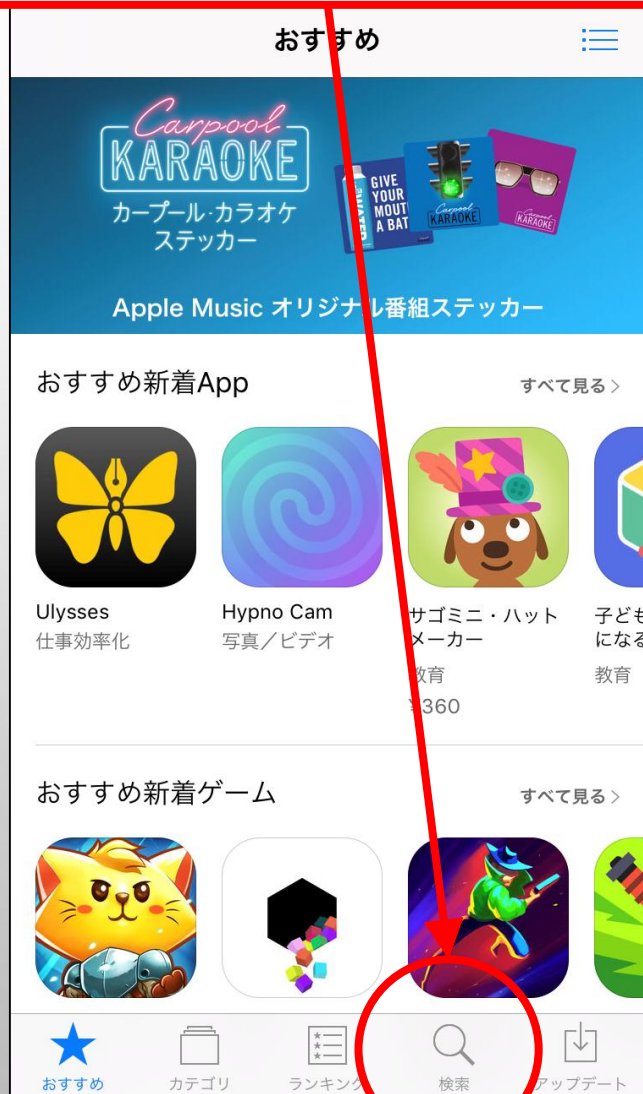 おすすめ
Carpool
KARAOKE
カープール·カラオケ
ステッカー
WATER
GIVE
YOUR
MOUTH
A BAT
Carpool
KARAOKE
Carpool
KARAOKE
Apple Music オリジナル番組ステッカー
おすすめ新着App
すべて見る >
Ulysses
仕事効率化
Hypno Cam
写真/ビデオ
サゴミニ・ハット
メーカー
教育
¥360
子ども
になる
教育
おすすめ新着ゲーム
すべて見る >
おすすめ
カテゴリ
ランキング
検索
アップデート